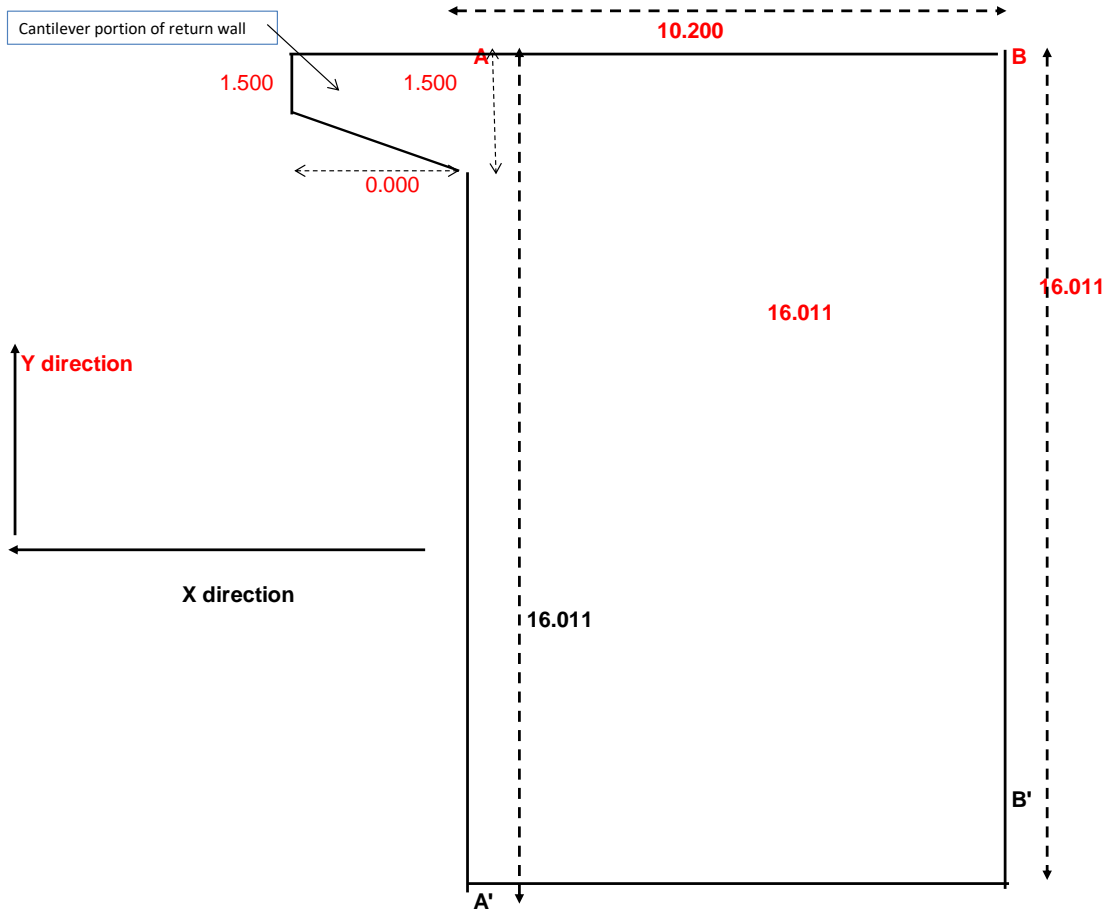 Cantilever portion of return wall
10.200
A
B
1.500
1.500
0.000
16.011
16.011
Y direction
X direction
16.011
B'
A'